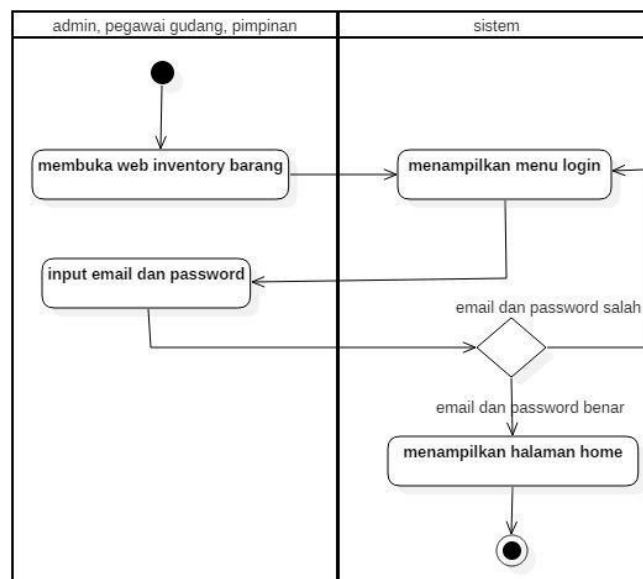 admin, pegawai gudang, pimpinan
sistem
membuka web inventory barang
menampilkan menu login
input email dan password
email dan password salah
email dan password benar
menampilkan halaman home